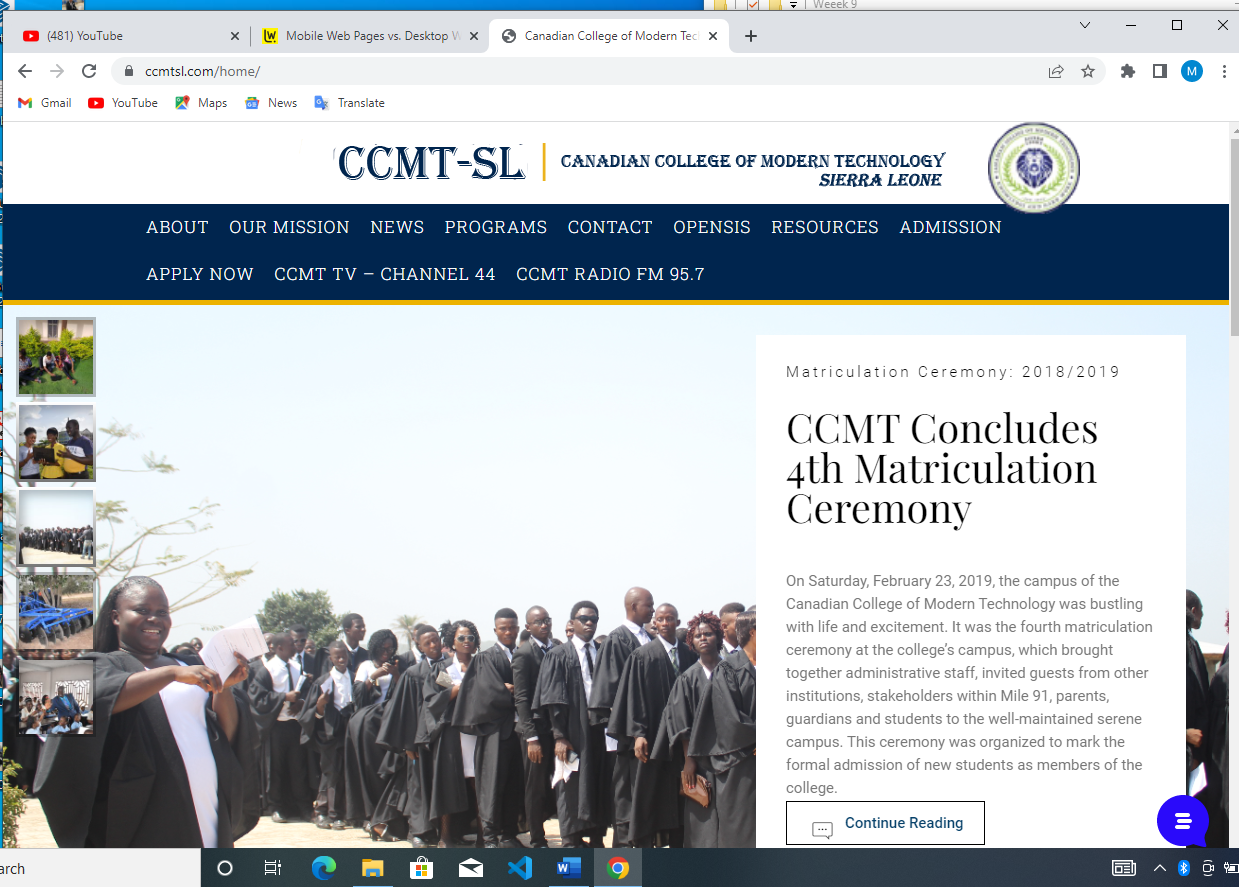 Weeek 9
(481) YouTube
Mobile Web Pages vs. Desktop W
Canadian College of Modern Tec
ccmtsl.com/home/
M
Gmail
YouTube
Maps
News
Translate
CCMT-SL
CANADIAN COLLEGE OF MODERN TECHNOLOGY
SIERRA LEONE
ABOUT OUR MISSION NEWS PROGRAMS CONTACT OPENSIS RESOURCES ADMISSION
APPLY NOW CCMT TV – CHANNEL 44 CCMT RADIO FM 95.7
Matriculation Ceremony: 2018/2019
CCMT Concludes
4th Matriculation
Ceremony
On Saturday, February 23, 2019, the campus of the
Canadian College of Modern Technology was bustling
with life and excitement. It was the fourth matriculation
ceremony at the college’s campus, which brought
together administrative staff, invited guests from other
institutions, stakeholders within Mile 91, parents,
guardians and students to the well-maintained serene
campus. This ceremony was organized to mark the
formal admission of new students as members of the
college.
Continue Reading
arch